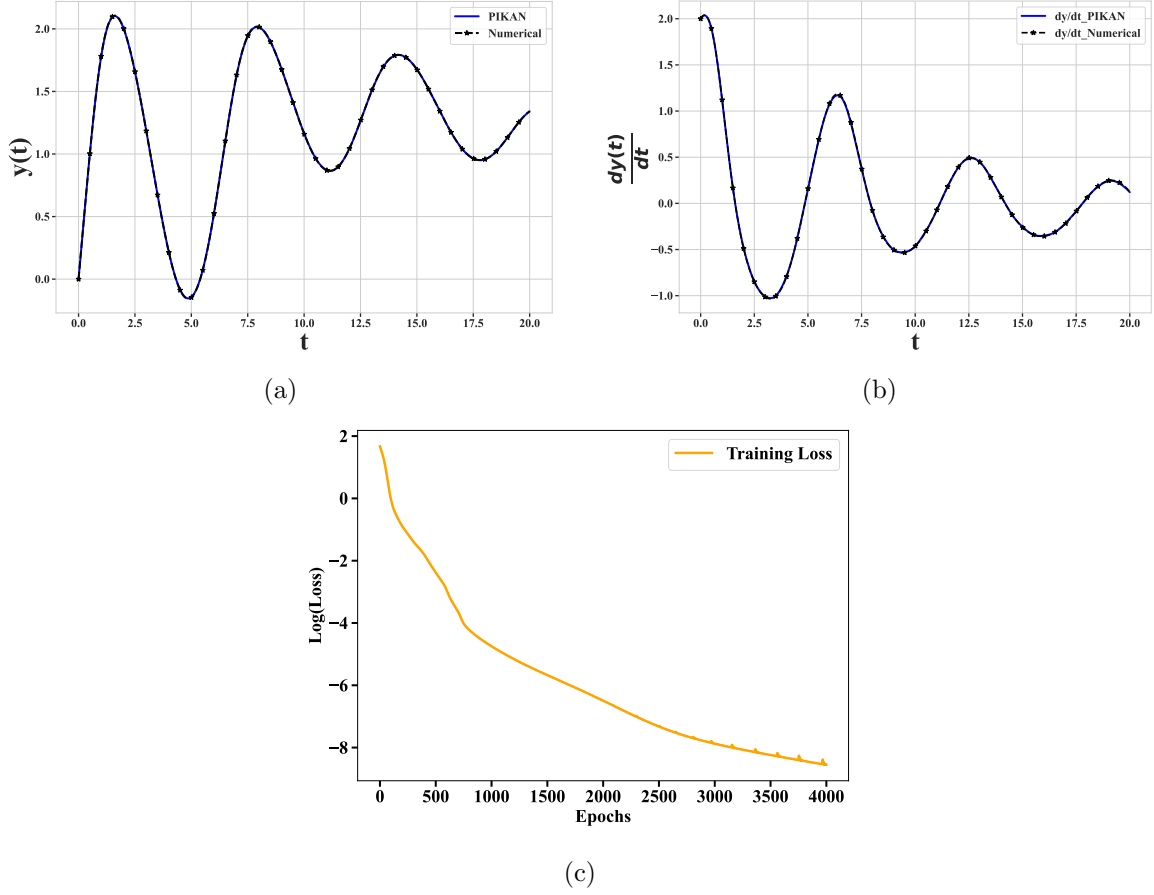 2.0
1.5
1.0
0.5
0.0
y(t)
PIKAN
Numerical
0.0 2.5 5.0 7.5 10.0 12.5 15.0 17.5 20.0
t
(a)
2.0
1.5
1.0
0.5
0.0
−0.5
−1.0
dy(t)
dt
dy/dt_PIKAN
dy/dt_Numerical
0.0 2.5 5.0 7.5 10.0 12.5 15.0 17.5 20.0
t
(b)
2
0
−2
−4
−6
−8
Log(Loss)
Training Loss
0 500 1000 1500 2000 2500 3000 3500 4000
Epochs
(c)